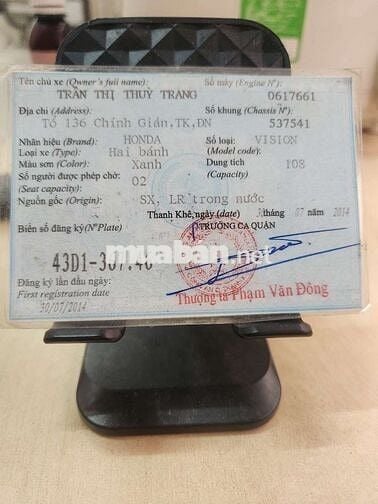 Tên chủ xe (Owner's full name): Số máy (Engine N°):
TRẦN THỊ THUỲ TRANG 0617661
Địa chỉ (Address): Số khung (Chassis N°)
Tổ 136 Chính Gián,TK,ĐN 537541
Nhãn hiệu (Brand): HONDA Số loại: VISION
Loại xe (Type): Hai bánh (Model code):
Màu sơn (Color): Xanh Dung tích 108
Số người được phép chở: 02 (Capacity)
(Seat capacity)
Nguồn gốc (Origin): SX, LR trong nước
Thanh Khê, ngày (date) 30 tháng 07 năm 2014
Biển số đăng ký(N°Plate) TRƯỞNG CA QUẬN
muaban.net
43D1-307.40
Đăng ký lần đầu ngày:
First registration date
30/07/2014
Thượng tá Phạm Văn Đông